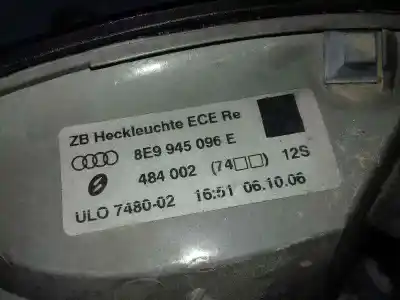 ZB Heckleuchte ECE Re
8E9 945 096 E
484 002 (74□□) 12S
ULO 7480-02 16:51 06.10.06